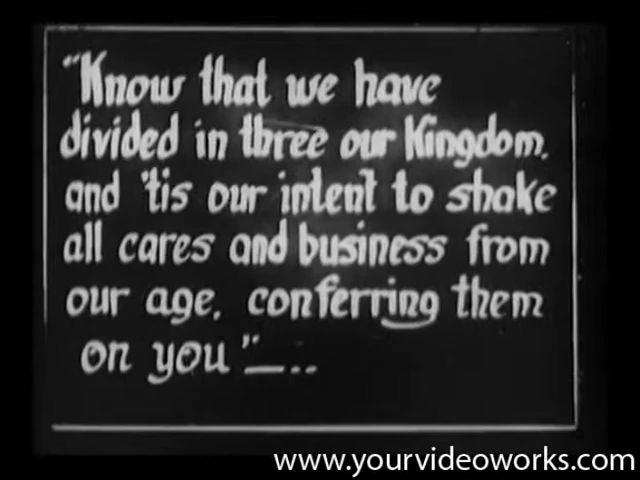 "Know that we have
divided in three our Kingdom.
and 'tis our intent to shake
all cares and business from
our age, conferring them
on you"—..
www.yourvideoworks.com